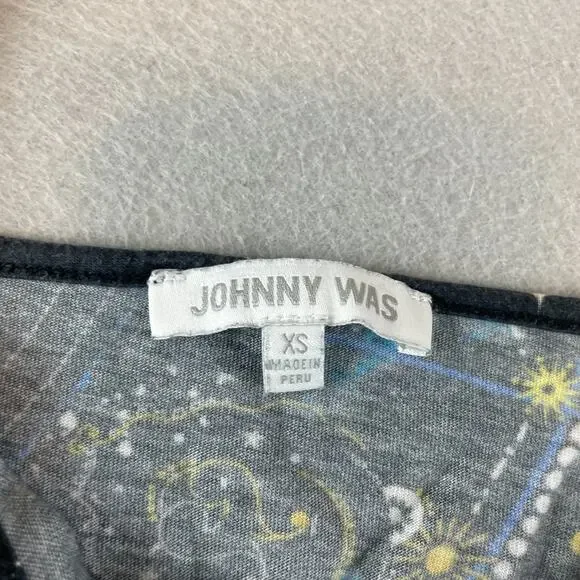 JOHNNY WAS
XS
MADE IN
PERU